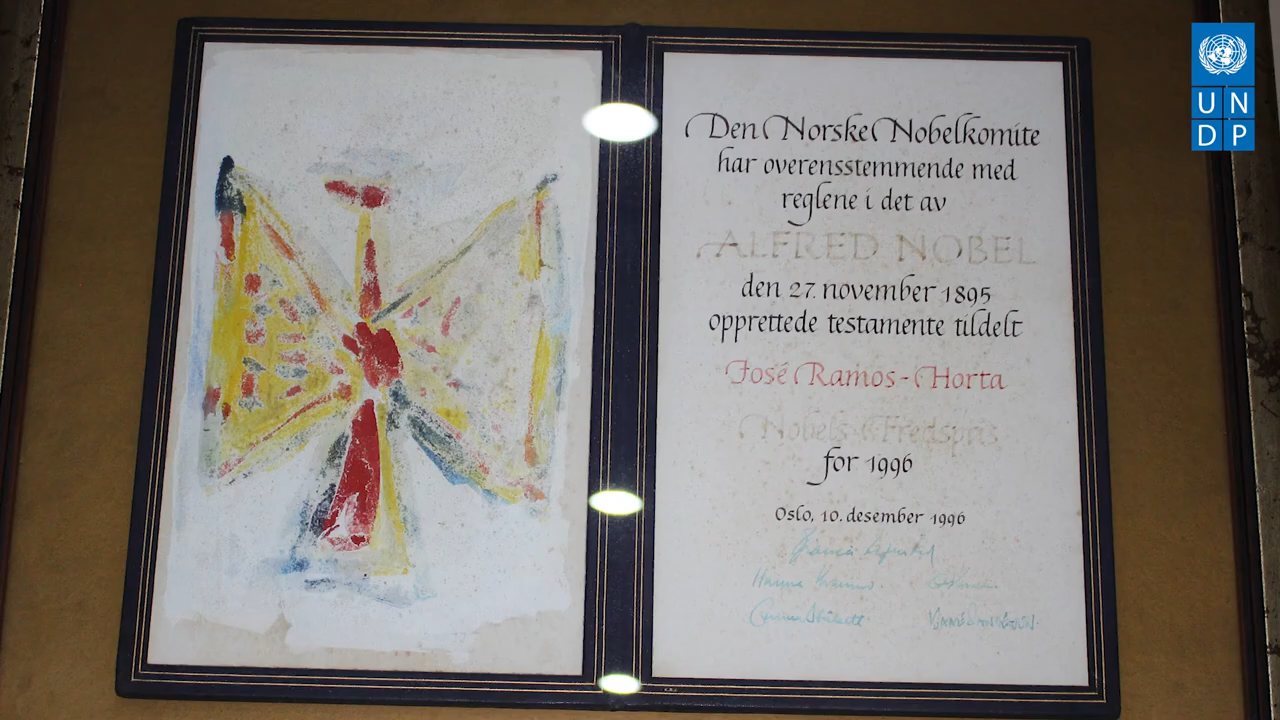 Den Norske Nobelkomite
har overensstemmende med
reglene i det av
ALFRED NOBEL
den 27. november 1895
opprettede testamente tildelt
José Ramos-Horta
Nobels Fredspris
for 1996
Oslo, 10. desember 1996
UN
DP